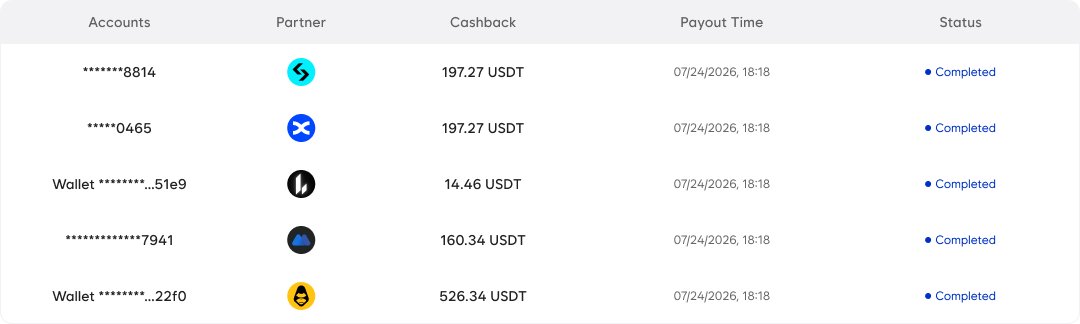 Accounts Partner Cashback Payout Time Status
*******8814 197.27 USDT 07/24/2026, 18:18 Completed
*****0465 197.27 USDT 07/24/2026, 18:18 Completed
Wallet ********...51e9 14.46 USDT 07/24/2026, 18:18 Completed
*************7941 160.34 USDT 07/24/2026, 18:18 Completed
Wallet ********...22f0 526.34 USDT 07/24/2026, 18:18 Completed